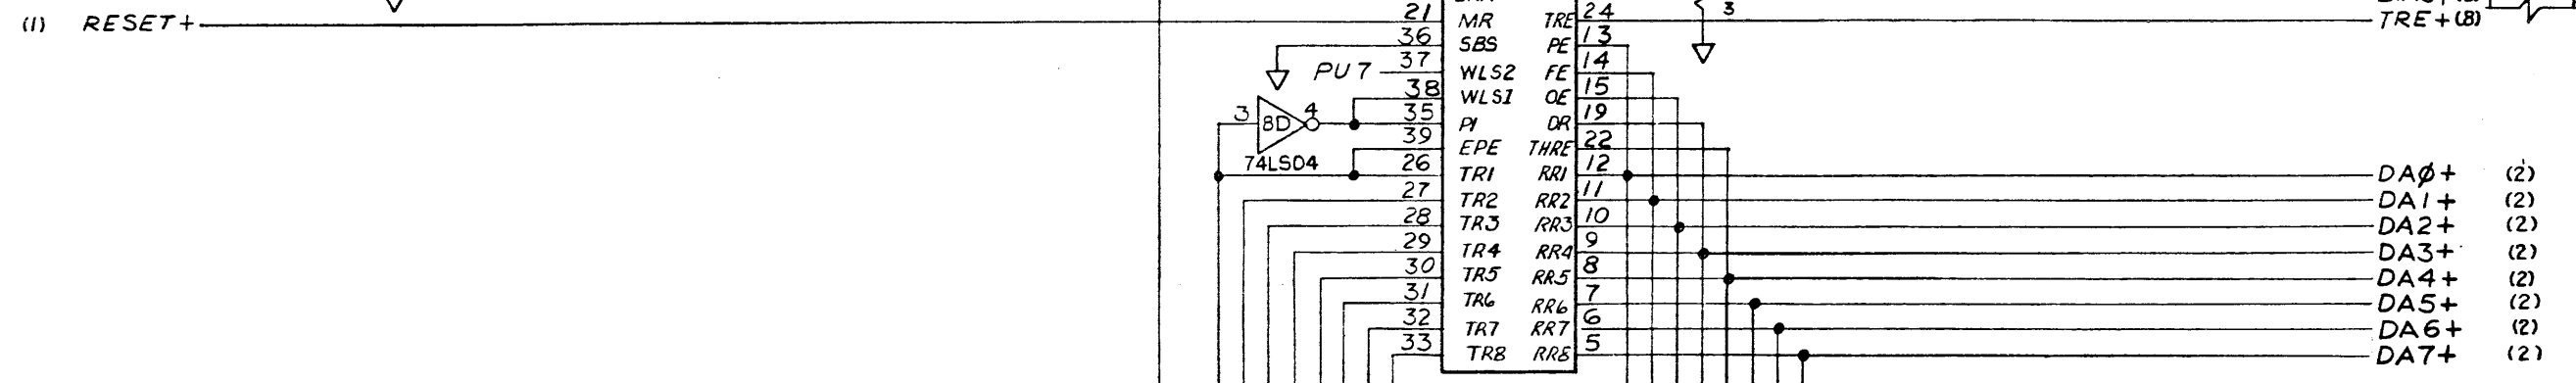 (1) RESET+ 21 MR TRE 24 3 TRE+(8)
36 SBS PE 13
PU7 37 WLS2 FE 14
38 WLS1 OE 15
3 8D 4 35 PI DR 19
39 EPE THRE 22
74LS04 26 TR1 RR1 12 DAØ+ (2)
27 TR2 RR2 11 DA1+ (2)
28 TR3 RR3 10 DA2+ (2)
29 TR4 RR4 9 DA3+ (2)
30 TR5 RR5 8 DA4+ (2)
31 TR6 RR6 7 DA5+ (2)
32 TR7 RR7 6 DA6+ (2)
33 TR8 RR8 5 DA7+ (2)